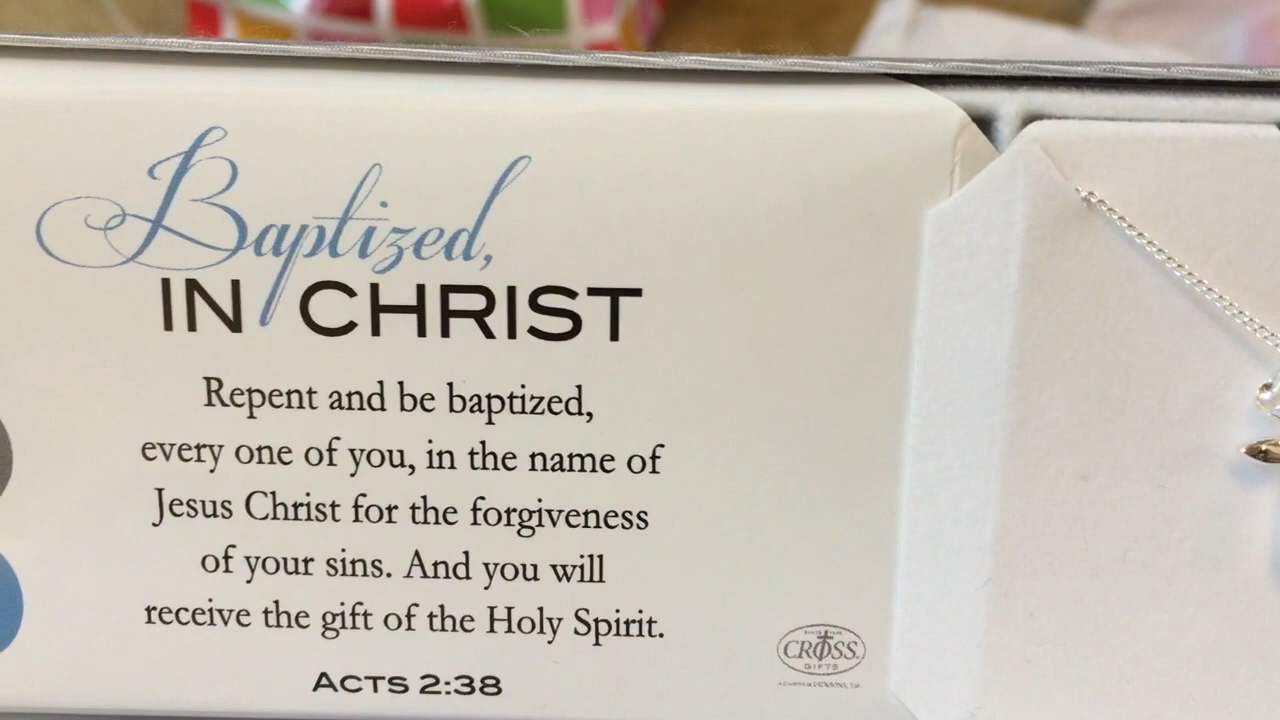 Baptized,
IN CHRIST
Repent and be baptized,
every one of you, in the name of
Jesus Christ for the forgiveness
of your sins. And you will
receive the gift of the Holy Spirit.
ACTS 2:38
CROSS
GIFTS